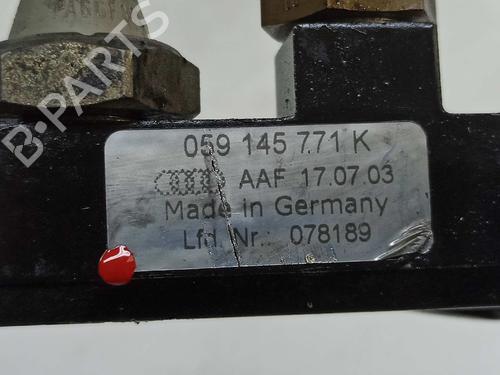 B-PARTS
059 145 771 K
AAF 17.07.03
Made in Germany
Lfd. Nr.: 078189